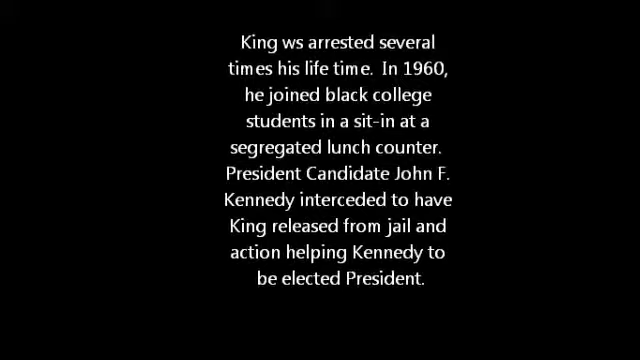 King ws arrested several
times his life time. In 1960,
he joined black college
students in a sit-in at a
segregated lunch counter.
President Candidate John F.
Kennedy interceded to have
King released from jail and
action helping Kennedy to
be elected President.